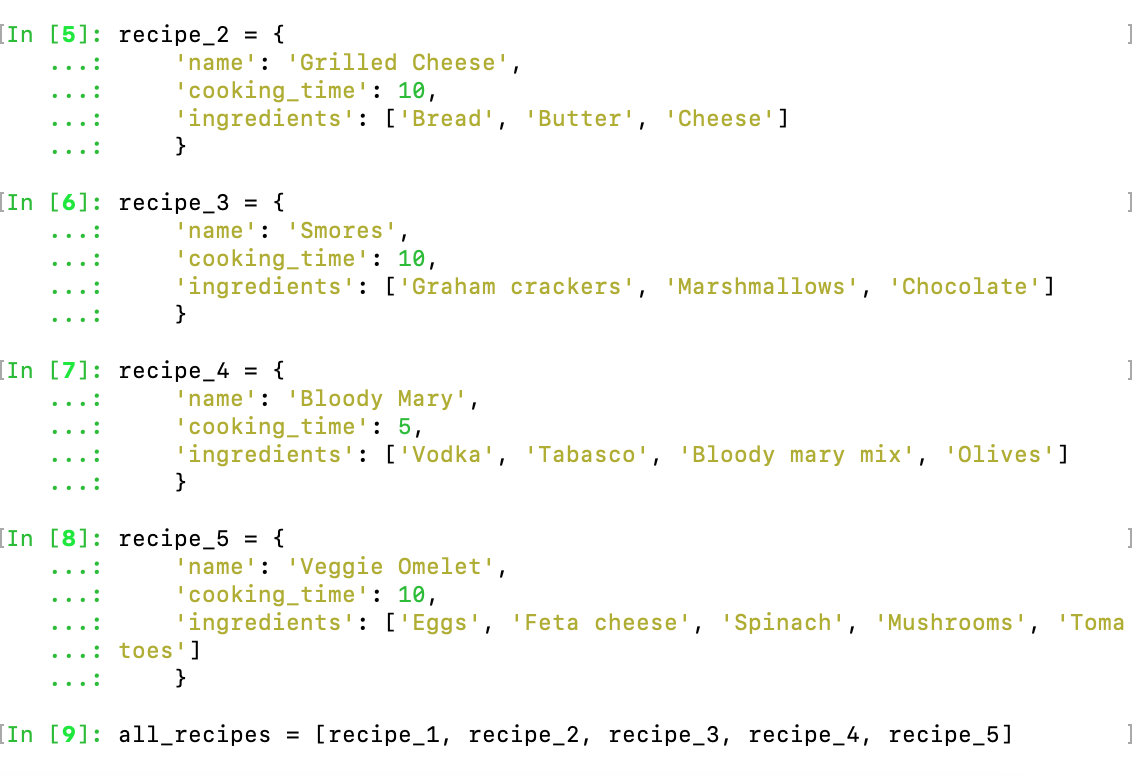 [In [5]: recipe_2 = { ]
...: 'name': 'Grilled Cheese',
...: 'cooking_time': 10,
...: 'ingredients': ['Bread', 'Butter', 'Cheese']
...: }
[In [6]: recipe_3 = { ]
...: 'name': 'Smores',
...: 'cooking_time': 10,
...: 'ingredients': ['Graham crackers', 'Marshmallows', 'Chocolate']
...: }
[In [7]: recipe_4 = { ]
...: 'name': 'Bloody Mary',
...: 'cooking_time': 5,
...: 'ingredients': ['Vodka', 'Tabasco', 'Bloody mary mix', 'Olives']
...: }
[In [8]: recipe_5 = { ]
...: 'name': 'Veggie Omelet',
...: 'cooking_time': 10,
...: 'ingredients': ['Eggs', 'Feta cheese', 'Spinach', 'Mushrooms', 'Toma
...: toes']
...: }
[In [9]: all_recipes = [recipe_1, recipe_2, recipe_3, recipe_4, recipe_5] ]